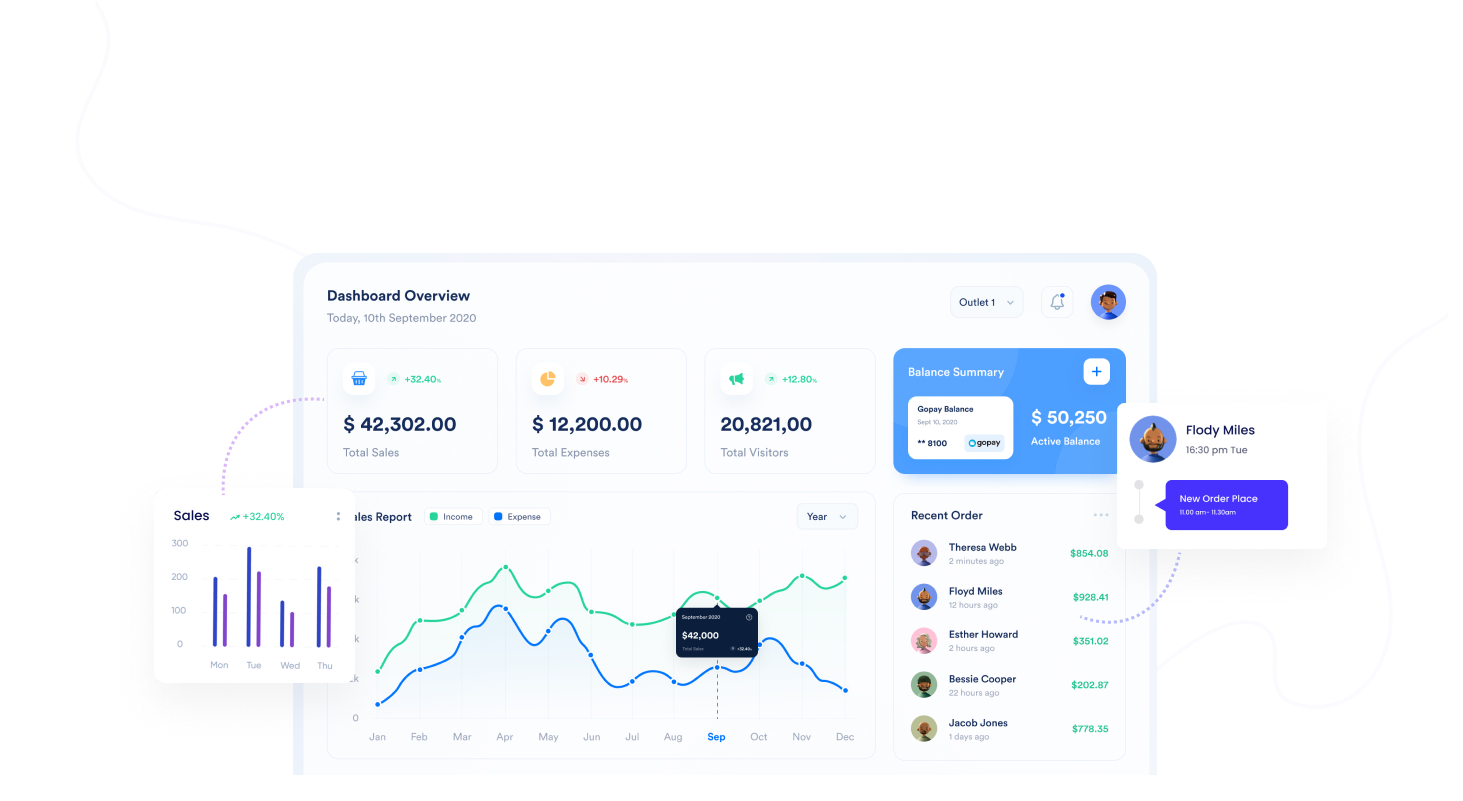 Dashboard Overview
Today, 10th September 2020
Outlet 1
+32.40%
$ 42,302.00
Total Sales
+10.29%
$ 12,200.00
Total Expenses
+12.80%
20,821,00
Total Visitors
Balance Summary
+
Gopay Balance
Sept 10, 2020
** 8100
gopay
$ 50,250
Active Balance
Flody Miles
16:30 pm Tue
New Order Place
11.00 am- 11.30am
Sales
+32.40%
300
200
100
0
Mon Tue Wed Thu
ales Report
Income
Expense
Year
k
k
k
k
0
September 2020
$42,000
Total Sales
+32.40%
Jan Feb Mar Apr May Jun Jul Aug Sep Oct Nov Dec
Recent Order
Theresa Webb
2 minutes ago
$854.08
Floyd Miles
12 hours ago
$928.41
Esther Howard
2 hours ago
$351.02
Bessie Cooper
22 hours ago
$202.87
Jacob Jones
1 days ago
$778.35